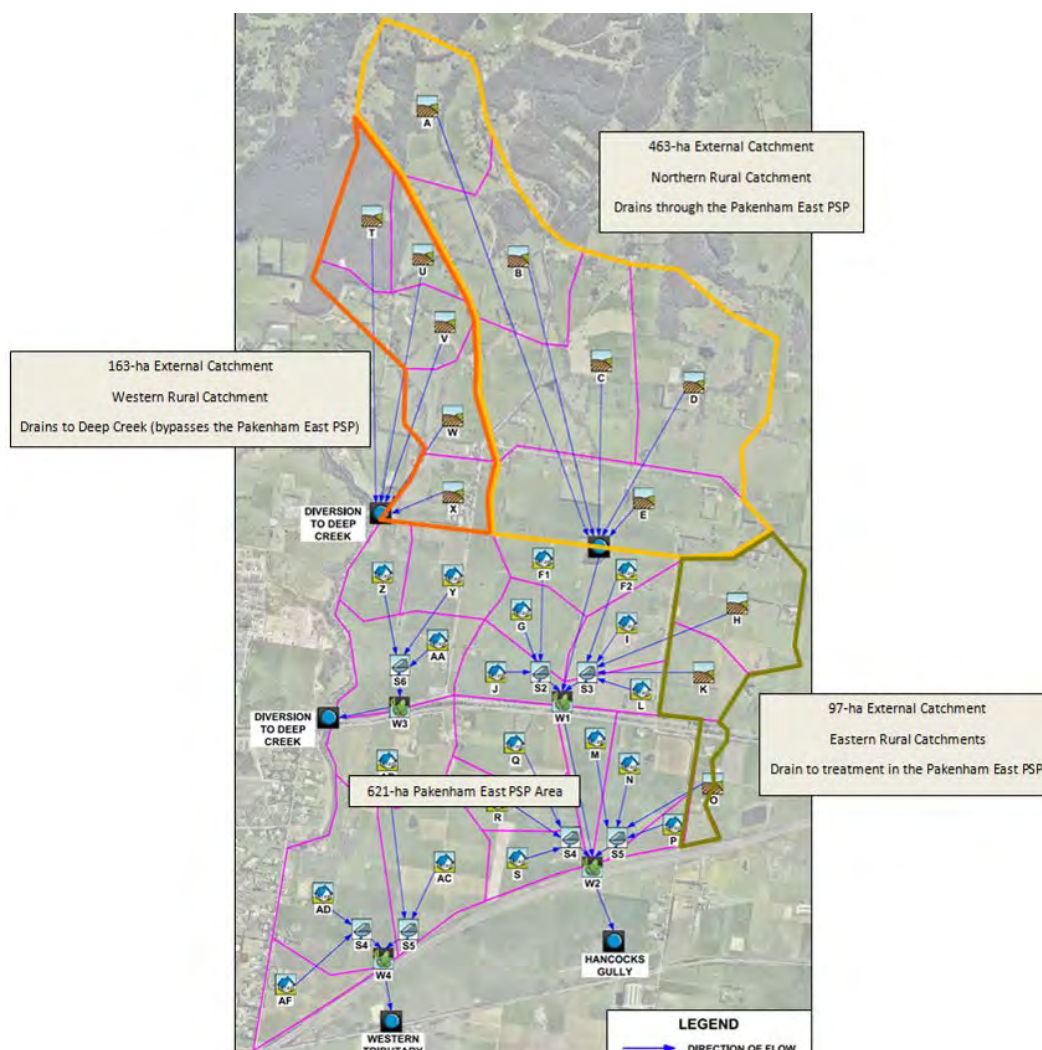 A
463-ha External Catchment
Northern Rural Catchment
Drains through the Pakenham East PSP
T
U
B
V
163-ha External Catchment
Western Rural Catchment
Drains to Deep Creek (bypasses the Pakenham East PSP)
C
D
W
X
E
DIVERSION
TO DEEP
CREEK
F1
F2
Z
Y
H
G
I
AA
S6
J
S2
S3
K
L
W3
W1
DIVERSION
TO DEEP
CREEK
97-ha External Catchment
Eastern Rural Catchments
Drain to treatment in the Pakenham East PSP
Q
M
N
O
621-ha Pakenham East PSP Area
R
P
S
S4
S5
W2
AC
AD
S4
S5
HANCOCKS
GULLY
W4
AF
WESTERN
TRIBUTARY
LEGEND
DIRECTION OF FLOW